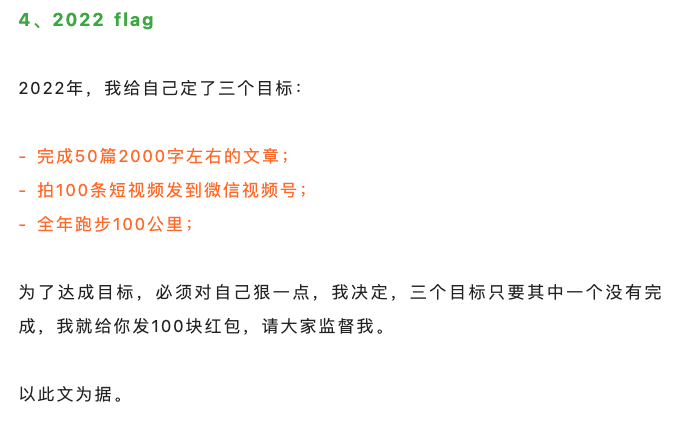 4、2022 flag
2022年，我给自己定了三个目标：
- 完成50篇2000字左右的文章；
- 拍100条短视频发到微信视频号；
- 全年跑步100公里；
为了达成目标，必须对自己狠一点，我决定，三个目标只要其中一个没有完
成，我就给你发100块红包，请大家监督我。
以此文为据。